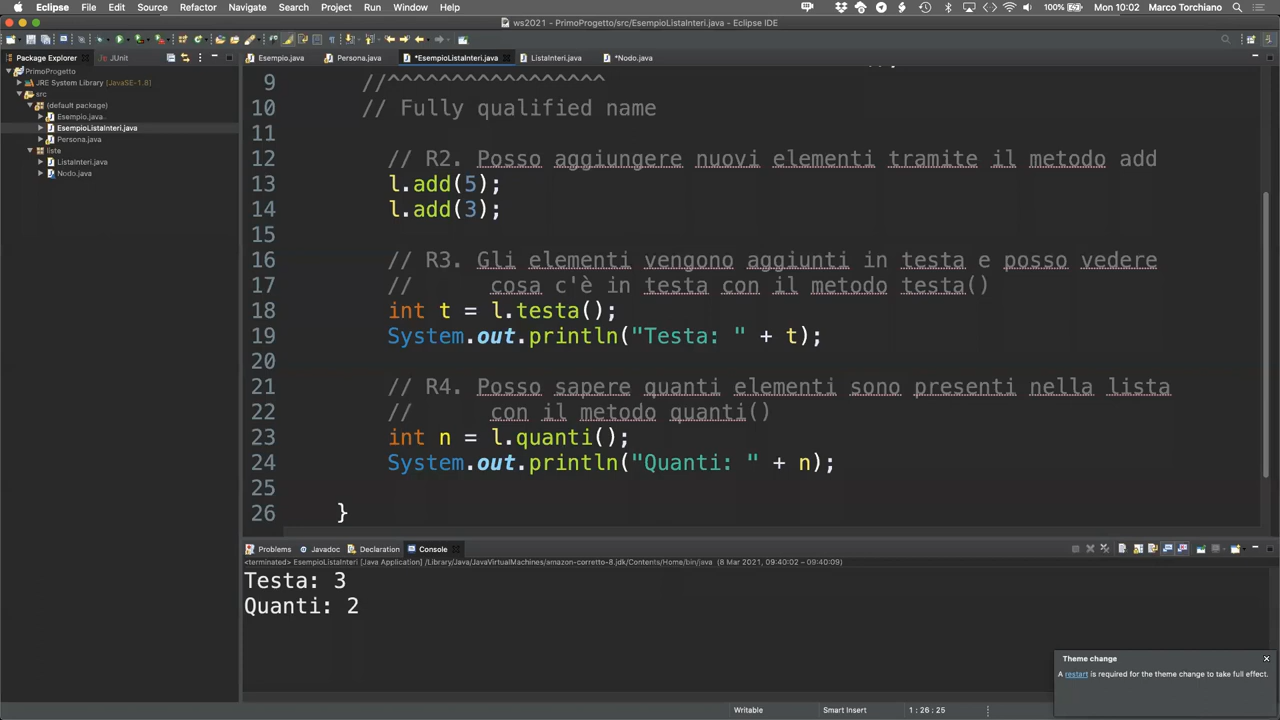 Eclipse File Edit Source Refactor Navigate Search Project Run Window Help 100% Mon 10:02 Marco Torchiano
ws2021 - PrimoProgetto/src/EsempioListaInteri.java - Eclipse IDE
Package Explorer JUnit
PrimoProgetto
JRE System Library [JavaSE-1.8]
src
(default package)
Esempio.java
EsempioListaInteri.java
Persona.java
liste
ListaInteri.java
Nodo.java
Esempio.java Persona.java *EsempioListaInteri.java ListaInteri.java *Nodo.java
9 //^^^^^^^^^^^^^^^^^
10 // Fully qualified name
11
12 // R2. Posso aggiungere nuovi elementi tramite il metodo add
13 l.add(5);
14 l.add(3);
15
16 // R3. Gli elementi vengono aggiunti in testa e posso vedere
17 // cosa c'è in testa con il metodo testa()
18 int t = l.testa();
19 System.out.println("Testa: " + t);
20
21 // R4. Posso sapere quanti elementi sono presenti nella lista
22 // con il metodo quanti()
23 int n = l.quanti();
24 System.out.println("Quanti: " + n);
25
26 }
Problems Javadoc Declaration Console
<terminated> EsempioListaInteri [Java Application] /Library/Java/JavaVirtualMachines/amazon-corretto-8.jdk/Contents/Home/bin/java (8 Mar 2021, 09:40:02 – 09:40:09)
Testa: 3
Quanti: 2
Theme change
A restart is required for the theme change to take full effect.
Writable Smart Insert 1 : 26 : 25